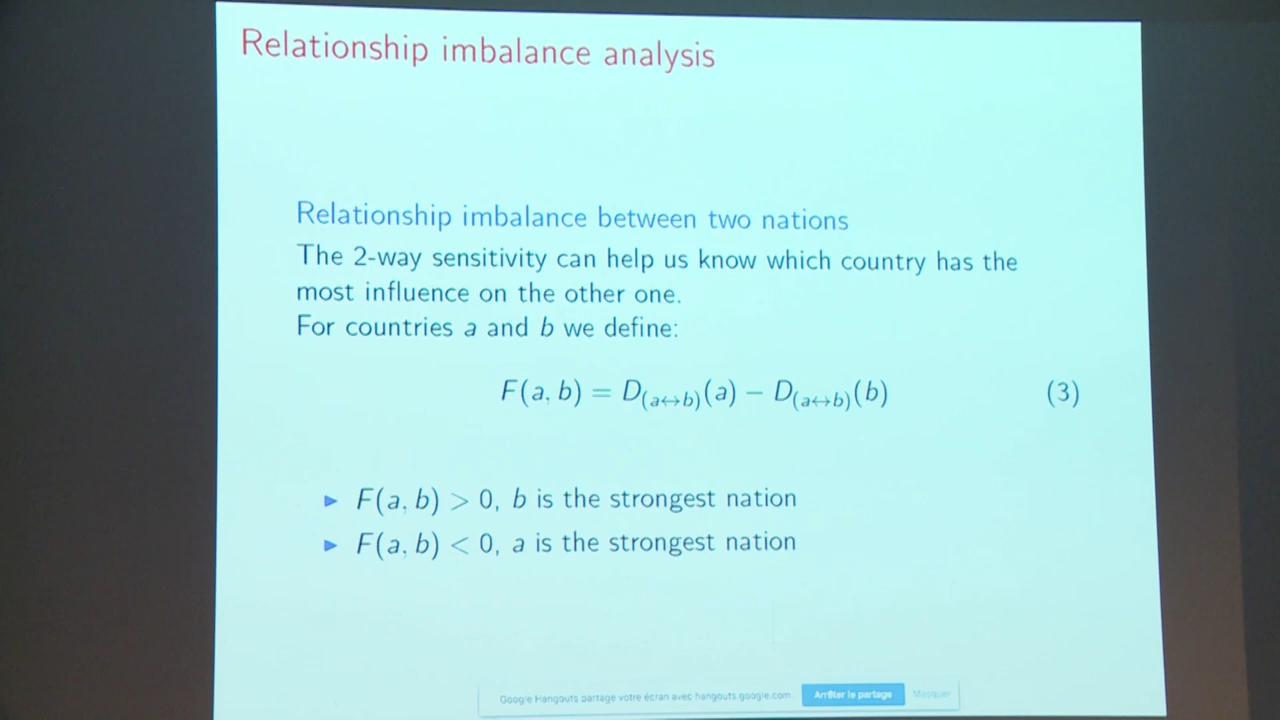 Relationship imbalance analysis
Relationship imbalance between two nations
The 2-way sensitivity can help us know which country has the
most influence on the other one.
For countries a and b we define:
F(a, b) = D(a↔b)(a) − D(a↔b)(b) (3)
▶ F(a, b) > 0, b is the strongest nation
▶ F(a, b) < 0, a is the strongest nation
Google Hangouts partage votre écran avec hangouts.google.com Arrêter le partage Masquer